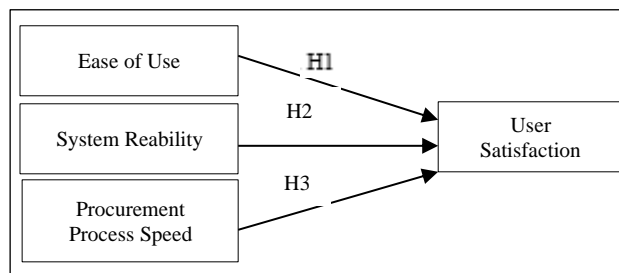 Ease of Use
H1
H2
System Reability
User
Satisfaction
H3
Procurement
Process Speed